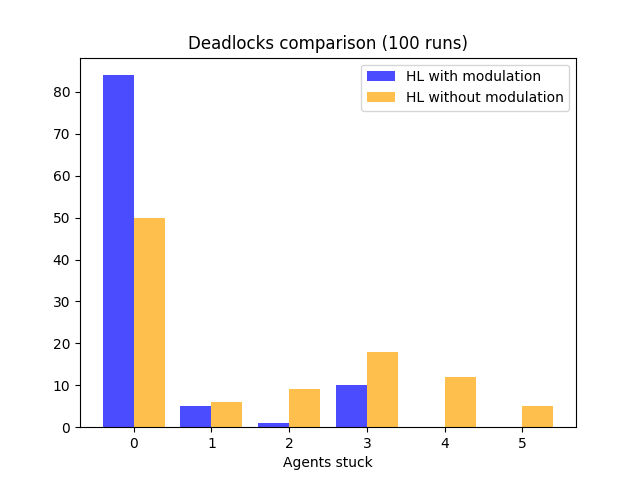 Deadlocks comparison (100 runs)
HL with modulation
HL without modulation
80
70
60
50
40
30
20
10
0
0 1 2 3 4 5
Agents stuck